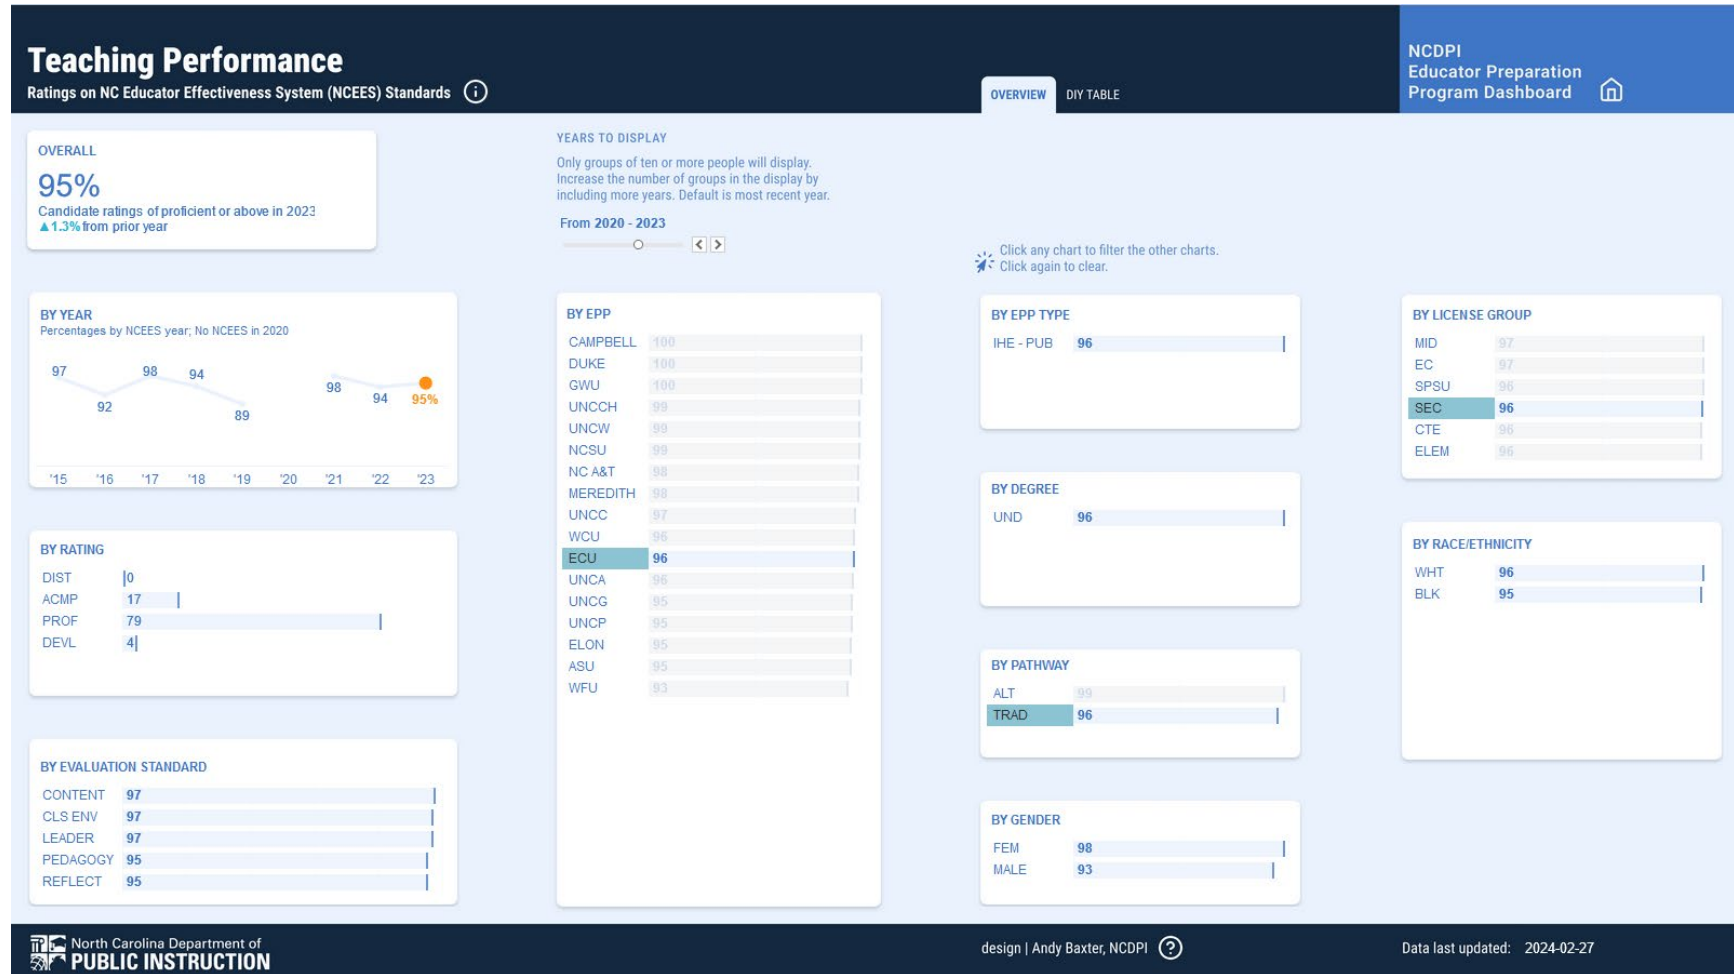 Teaching Performance
Ratings on NC Educator Effectiveness System (NCEES) Standards
OVERVIEW DIY TABLE
NCDPI
Educator Preparation
Program Dashboard
OVERALL
95%
Candidate ratings of proficient or above in 2023
▲1.3% from prior year
YEARS TO DISPLAY
Only groups of ten or more people will display.
Increase the number of groups in the display by
including more years. Default is most recent year.
From 2020 - 2023
Click any chart to filter the other charts.
Click again to clear.
BY YEAR
Percentages by NCEES year; No NCEES in 2020
97 92 98 94 89 98 94 95%
'15 '16 '17 '18 '19 '20 '21 '22 '23
BY RATING
DIST 0
ACMP 17
PROF 79
DEVL 4
BY EVALUATION STANDARD
CONTENT 97
CLS ENV 97
LEADER 97
PEDAGOGY 95
REFLECT 95
BY EPP
CAMPBELL 100
DUKE 100
GWU 100
UNCCH 99
UNCW 99
NCSU 99
NC A&T 98
MEREDITH 98
UNCC 97
WCU 96
ECU 96
UNCA 96
UNCG 95
UNCP 95
ELON 95
ASU 95
WFU 93
BY EPP TYPE
IHE - PUB 96
BY DEGREE
UND 96
BY PATHWAY
ALT 99
TRAD 96
BY GENDER
FEM 98
MALE 93
BY LICENSE GROUP
MID 97
EC 97
SPSU 96
SEC 96
CTE 96
ELEM 96
BY RACE/ETHNICITY
WHT 96
BLK 95
North Carolina Department of
PUBLIC INSTRUCTION
design | Andy Baxter, NCDPI
Data last updated: 2024-02-27